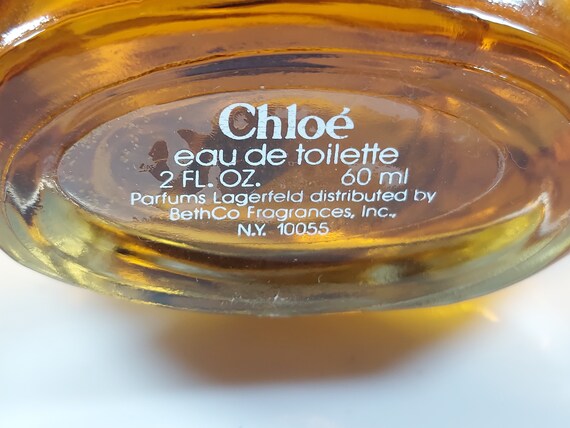 Chloé
eau de toilette
2 FL. OZ. 60 ml
Parfums Lagerfeld distributed by
BethCo Fragrances, Inc.,
N.Y. 10055